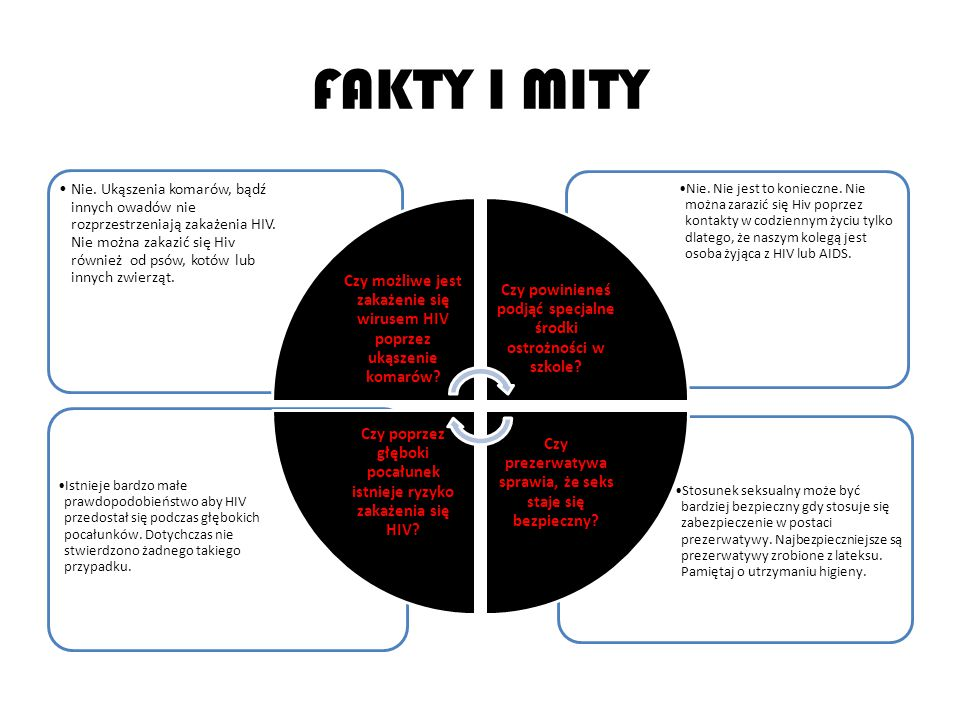 FAKTY I MITY
• Nie. Ukąszenia komarów, bądź
innych owadów nie
rozprzestrzeniają zakażenia HIV.
Nie można zakazić się Hiv
również od psów, kotów lub
innych zwierząt.
Czy możliwe jest
zakażenie się
wirusem HIV
poprzez
ukąszenie
komarów?
Czy powinieneś
podjąć specjalne
środki
ostrożności w
szkole?
•Nie. Nie jest to konieczne. Nie
można zarazić się Hiv poprzez
kontakty w codziennym życiu tylko
dlatego, że naszym kolegą jest
osoba żyjąca z HIV lub AIDS.
•Istnieje bardzo małe
prawdopodobieństwo aby HIV
przedostał się podczas głębokich
pocałunków. Dotychczas nie
stwierdzono żadnego takiego
przypadku.
Czy poprzez
głęboki
pocałunek
istnieje ryzyko
zakażenia się
HIV?
Czy
prezerwatywa
sprawia, że seks
staje się
bezpieczny?
•Stosunek seksualny może być
bardziej bezpieczny gdy stosuje się
zabezpieczenie w postaci
prezerwatywy. Najbezpieczniejsze są
prezerwatywy zrobione z lateksu.
Pamiętaj o utrzymaniu higieny.